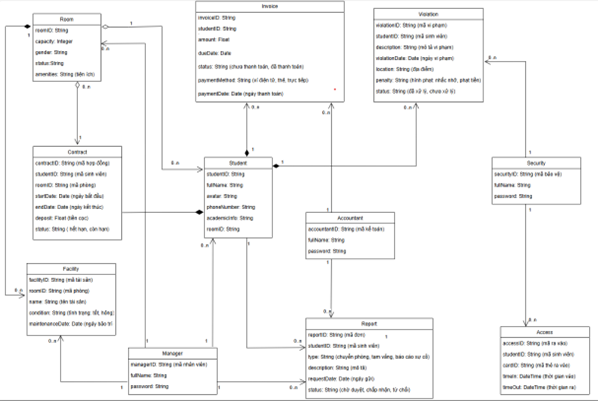 Room
roomID: String
capacity: Integer
gender: String
status:String
amenities: String (tiện ích)
1
1
0..n
0..n
Invoice
invoiceID: String
studentID: String
amount: Float
dueDate: Date
status: String (chưa thanh toán, đã thanh toán)
paymentMethod: String (ví điện tử, thẻ, trực tiếp)
paymentDate: Date (ngày thanh toán)
Violation
violationID: String (mã vi phạm)
studentID: String (mã sinh viên)
description: String (mô tả vi phạm)
violationDate: Date (ngày vi phạm)
location: String (địa điểm)
penalty: String (hình phạt nhắc nhở, phạt tiền)
status: String (đã xử lý, chưa xử lý)
0..n
0..n
0..n
0..n
1
Contract
contractID: String (mã hợp đồng)
studentID: String (mã sinh viên)
roomID: String (mã phòng)
startDate: Date (ngày bắt đầu)
endDate: Date (ngày kết thúc)
deposit: Float (tiền cọc)
status: String ( hết hạn, còn hạn)
0..n
1
1
Student
studentID: String
fullName: String
avatar: String
phoneNumber: String
academicInfo: String
roomID: String
1
Security
securityID: String (mã bảo vệ)
fullName: String
password: String
1
1
Accountant
accountantID: String (mã kế toán)
fullName: String
password: String
1
0..n
1
Facility
facilityID: String (mã tài sản)
roomID: String (mã phòng)
name: String (tên tài sản)
condition: String (tình trạng: tốt, hỏng)
maintenanceDate: Date (ngày bảo trì
0..n
0..n
0..n
0..n
Report
reportID: String (mã đơn)
1
studentID: String (mã sinh viên)
type: String (chuyển phòng, tạm vắng, báo cáo sự cố)
description: String (mô tả)
requestDate: Date (ngày gửi)
status: String (chờ duyệt, chấp nhận, từ chối)
0..n
Access
accessID: String (mã ra vào)
studentID: String (mã sinh viên)
cardID: String (mã thẻ ra vào)
timeIn: DateTime (thời gian vào)
timeOut: DateTime (thời gian ra)
1
1
Manager
managerID: String (mã nhân viên)
fullName: String
password: String
1
1
0..n